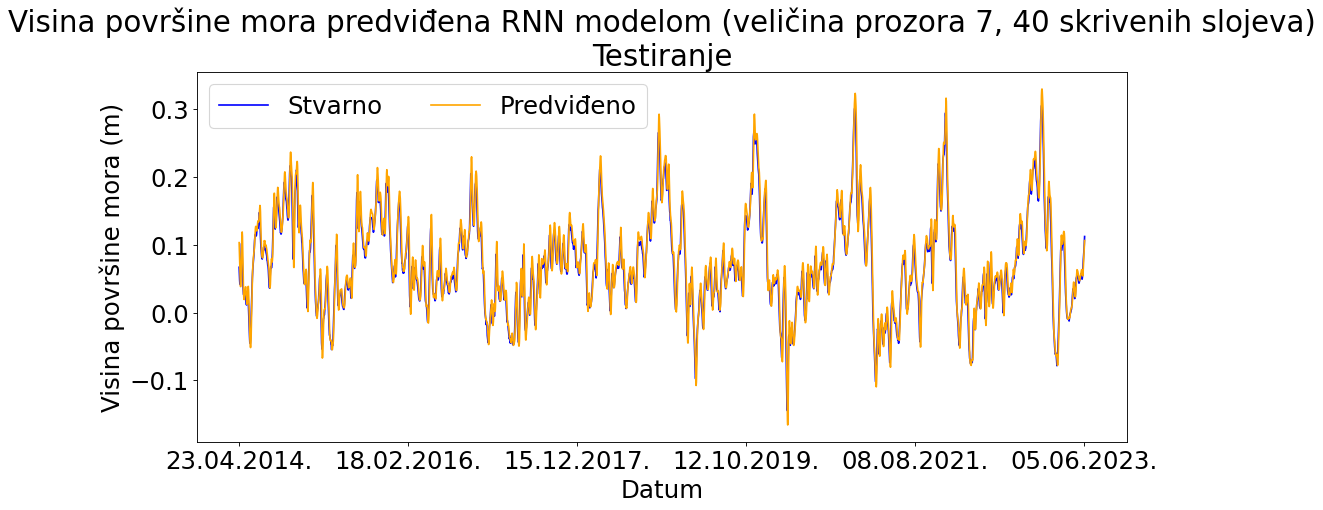 Visina površine mora predviđena RNN modelom (veličina prozora 7, 40 skrivenih slojeva)
Testiranje
Stvarno Predviđeno
Visina površine mora (m)
0.3
0.2
0.1
0.0
−0.1
23.04.2014. 18.02.2016. 15.12.2017. 12.10.2019. 08.08.2021. 05.06.2023.
Datum